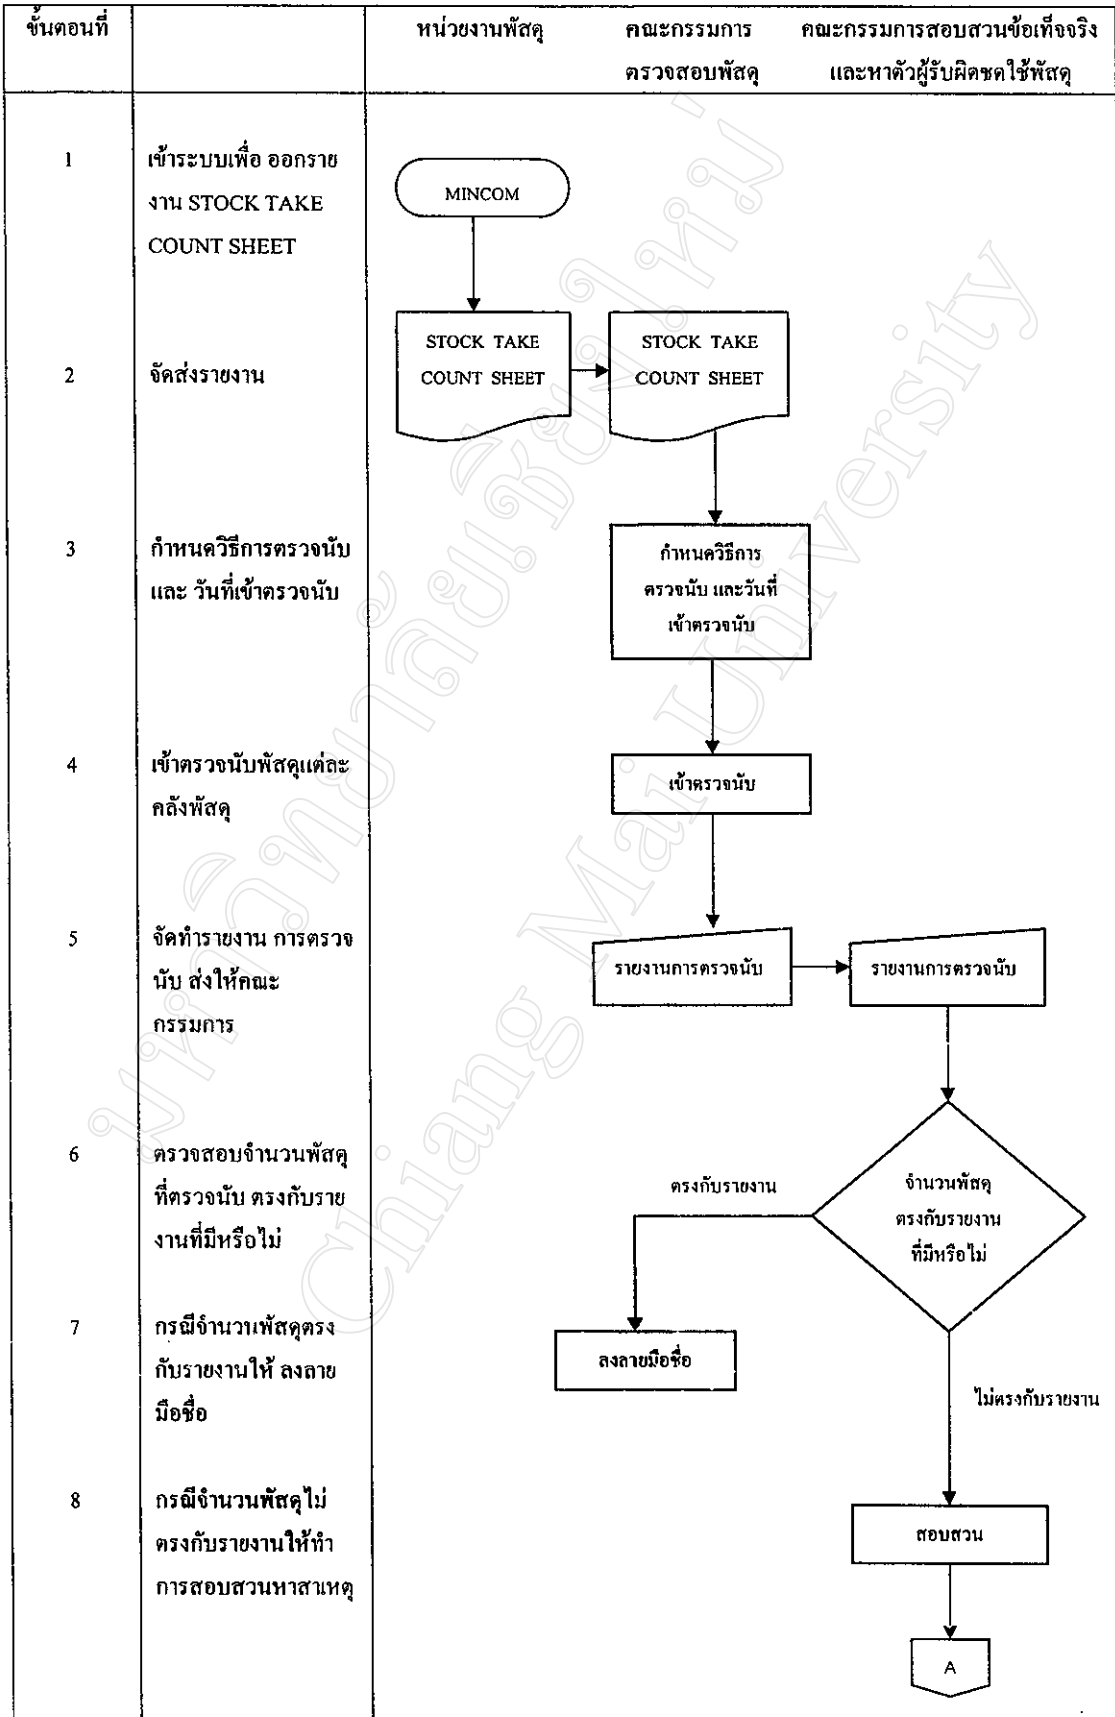 ขั้นตอนที่
หน่วยงานพัสดุ
คณะกรรมการ
ตรวจสอบพัสดุ
คณะกรรมการสอบสวนข้อเท็จจริง
และหาตัวผู้รับผิดชดใช้พัสดุ
1
เข้าระบบเพื่อ ออกราย
งาน STOCK TAKE
COUNT SHEET
MINCOM
2
จัดส่งรายงาน
STOCK TAKE
COUNT SHEET
STOCK TAKE
COUNT SHEET
3
กำหนดวิธีการตรวจนับ
และ วันที่เข้าตรวจนับ
กำหนดวิธีการ
ตรวจนับ และวันที่
เข้าตรวจนับ
4
เข้าตรวจนับพัสดุแต่ละ
คลังพัสดุ
เข้าตรวจนับ
5
จัดทำรายงาน การตรวจ
นับ ส่งให้คณะ
กรรมการ
รายงานการตรวจนับ
รายงานการตรวจนับ
6
ตรวจสอบจำนวนพัสดุ
ที่ตรวจนับ ตรงกับราย
งานที่มีหรือไม่
ตรงกับรายงาน
จำนวนพัสดุ
ตรงกับรายงาน
ที่มีหรือไม่
7
กรณีจำนวนพัสดุตรง
กับรายงานให้ ลงลาย
มือชื่อ
ลงลายมือชื่อ
ไม่ตรงกับรายงาน
8
กรณีจำนวนพัสดุไม่
ตรงกับรายงานให้ทำ
การสอบสวนหาสาเหตุ
สอบสวน
A
มหาวิทยาลัยเชียงใหม่
Chiang Mai University